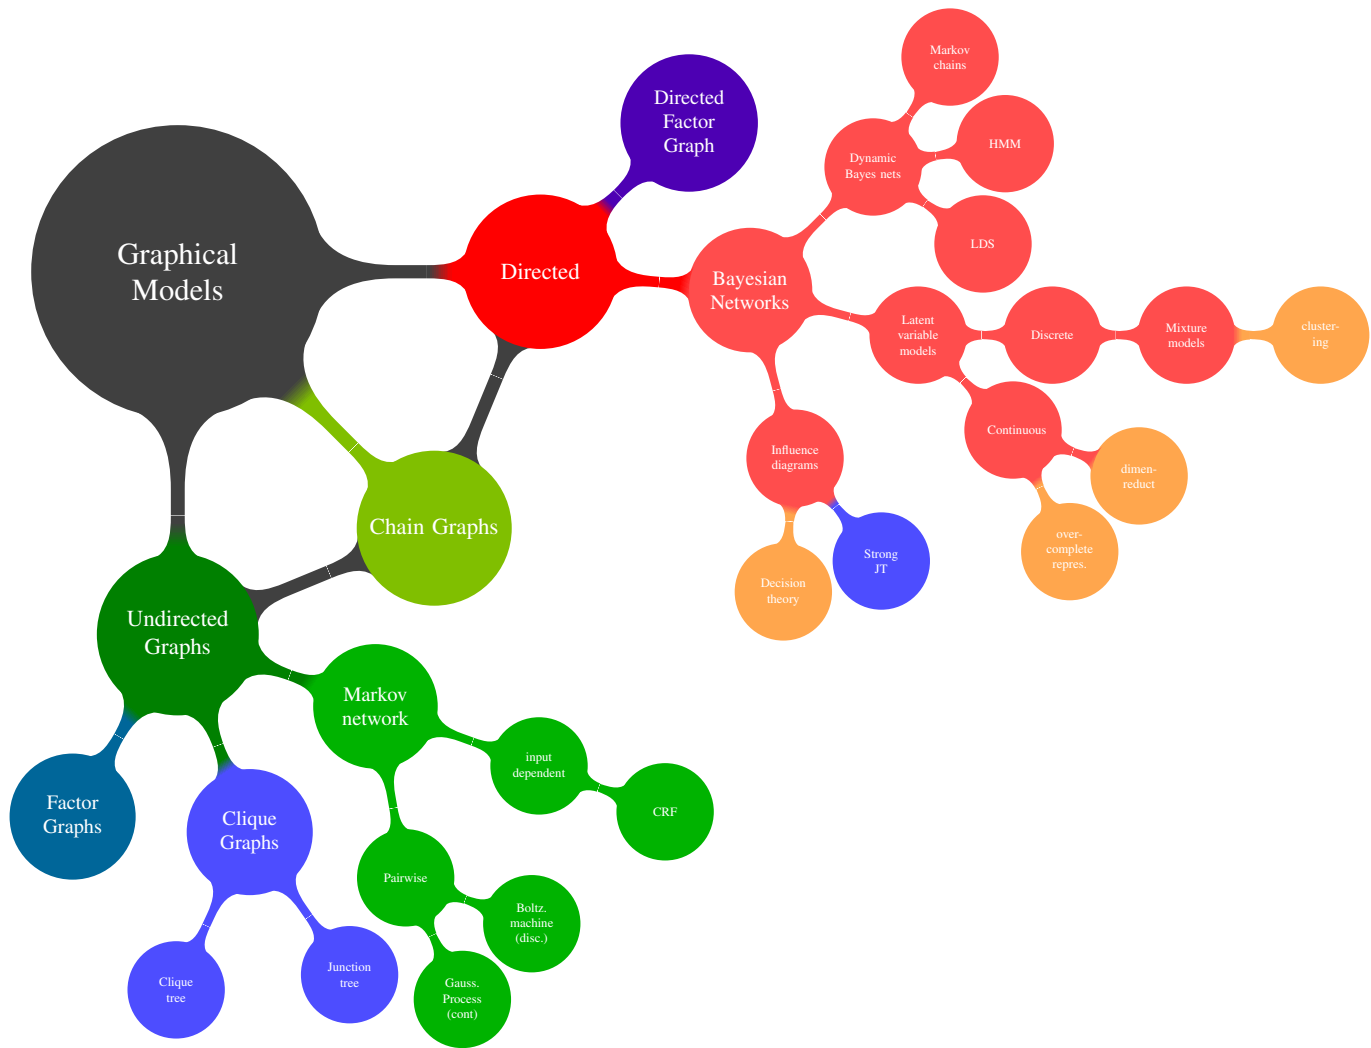 Graphical
Models
Directed
Directed
Factor
Graph
Bayesian
Networks
Dynamic
Bayes nets
Markov
chains
HMM
LDS
Latent
variable
models
Discrete
Mixture
models
cluster-
ing
Continuous
dimen-
reduct
over-
complete
repres.
Influence
diagrams
Decision
theory
Strong
JT
Chain Graphs
Undirected
Graphs
Markov
network
input
dependent
CRF
Pairwise
Boltz.
machine
(disc.)
Gauss.
Process
(cont)
Factor
Graphs
Clique
Graphs
Clique
tree
Junction
tree